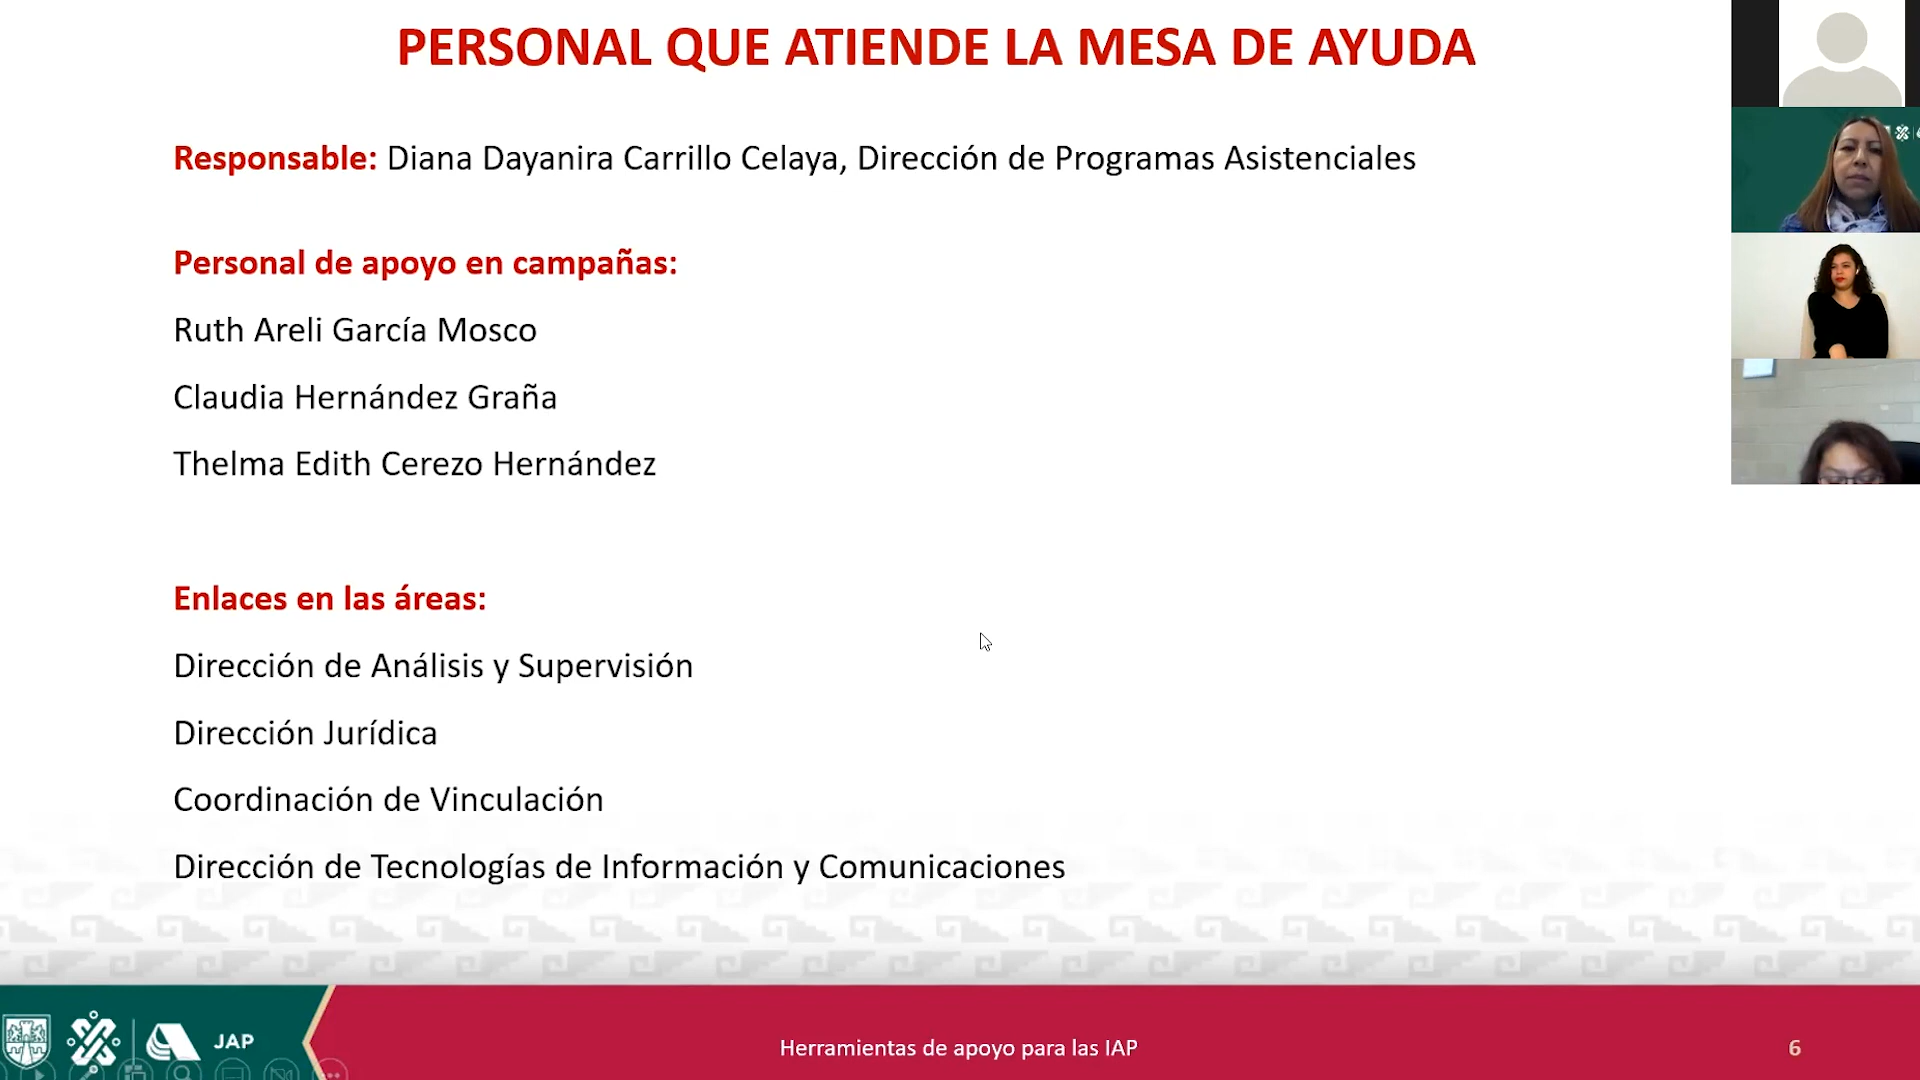 PERSONAL QUE ATIENDE LA MESA DE AYUDA
Responsable: Diana Dayanira Carrillo Celaya, Dirección de Programas Asistenciales
Personal de apoyo en campañas:
Ruth Areli García Mosco
Claudia Hernández Graña
Thelma Edith Cerezo Hernández
Enlaces en las áreas:
Dirección de Análisis y Supervisión
Dirección Jurídica
Coordinación de Vinculación
Dirección de Tecnologías de Información y Comunicaciones
JAP
Herramientas de apoyo para las IAP
6